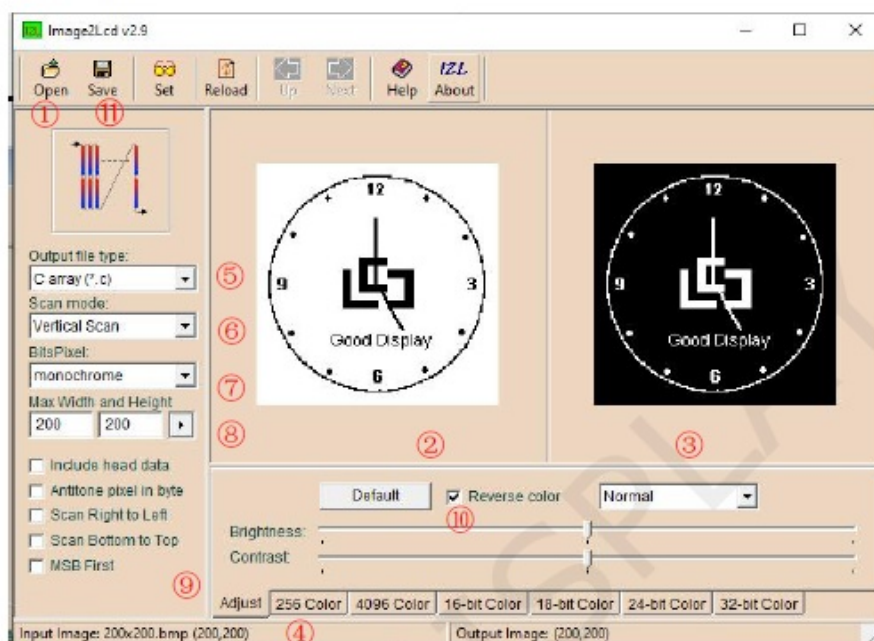 Image2Lcd v2.9
Open Save Set Reload Up Next Help About
① ⑪
Output file type:
C array (*.c) ⑤
Scan mode:
Vertical Scan ⑥
BitsPixel:
monochrome ⑦
Max Width and Height
200 200 ⑧
Include head data
Antitone pixel in byte
Scan Right to Left
Scan Bottom to Top
MSB First
⑨
12
9 3
Good Display
6
②
12
9 3
Good Display
6
③
Default Reverse color Normal
⑩
Brightness:
Contrast:
Adjust 256 Color 4096 Color 16-bit Color 18-bit Color 24-bit Color 32-bit Color
Input Image: 200x200.bmp (200,200) ④ Output Image: (200,200)